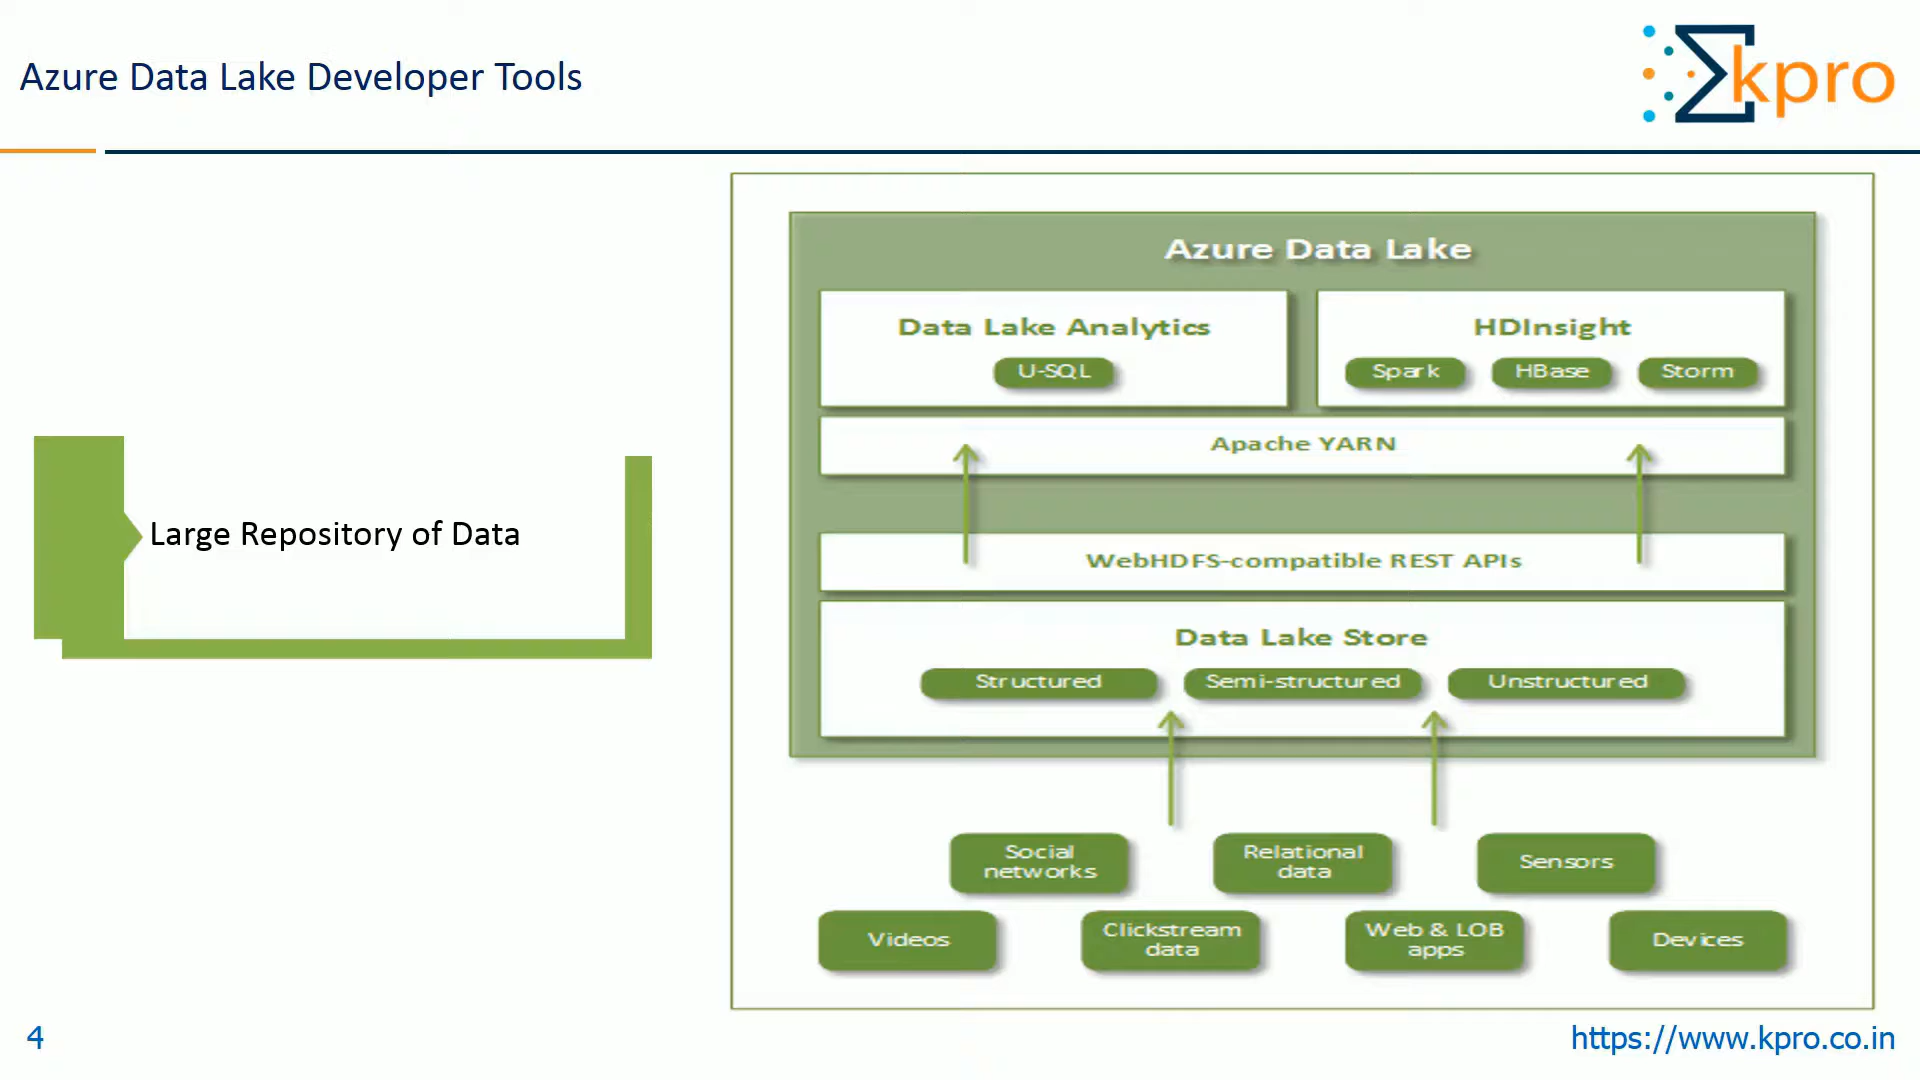 Azure Data Lake Developer Tools
kpro
Large Repository of Data
Azure Data Lake
Data Lake Analytics
U-SQL
HDInsight
Spark
HBase
Storm
Apache YARN
WebHDFS-compatible REST APIs
Data Lake Store
Structured
Semi-structured
Unstructured
Social
networks
Relational
data
Sensors
Videos
Clickstream
data
Web & LOB
apps
Devices
4
https://www.kpro.co.in